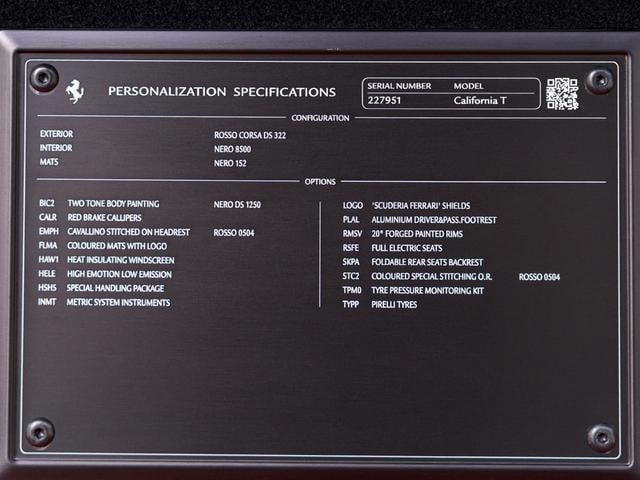 PERSONALIZATION SPECIFICATIONS
SERIAL NUMBER MODEL
227951 California T
CONFIGURATION
EXTERIOR ROSSO CORSA DS 322
INTERIOR NERO 8500
MATS NERO 152
OPTIONS
BIC2 TWO TONE BODY PAINTING NERO DS 1250
CALR RED BRAKE CALLIPERS
EMPH CAVALLINO STITCHED ON HEADREST ROSSO 0504
FLMA COLOURED MATS WITH LOGO
HAW1 HEAT INSULATING WINDSCREEN
HELE HIGH EMOTION LOW EMISSION
HSHS SPECIAL HANDLING PACKAGE
INMT METRIC SYSTEM INSTRUMENTS
LOGO 'SCUDERIA FERRARI' SHIELDS
PLAL ALUMINIUM DRIVER&PASS.FOOTREST
RMSV 20" FORGED PAINTED RIMS
RSFE FULL ELECTRIC SEATS
SKPA FOLDABLE REAR SEATS BACKREST
STC2 COLOURED SPECIAL STITCHING O.R. ROSSO 0504
TPM0 TYRE PRESSURE MONITORING KIT
TYPP PIRELLI TYRES